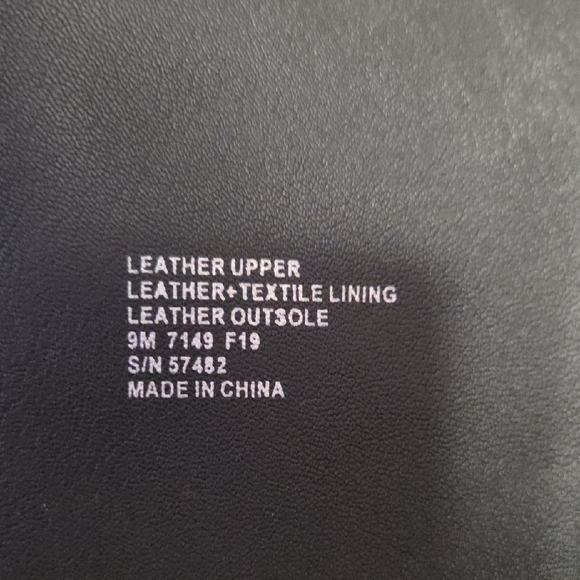 LEATHER UPPER
LEATHER+TEXTILE LINING
LEATHER OUTSOLE
9M 7149 F19
S/N 57482
MADE IN CHINA